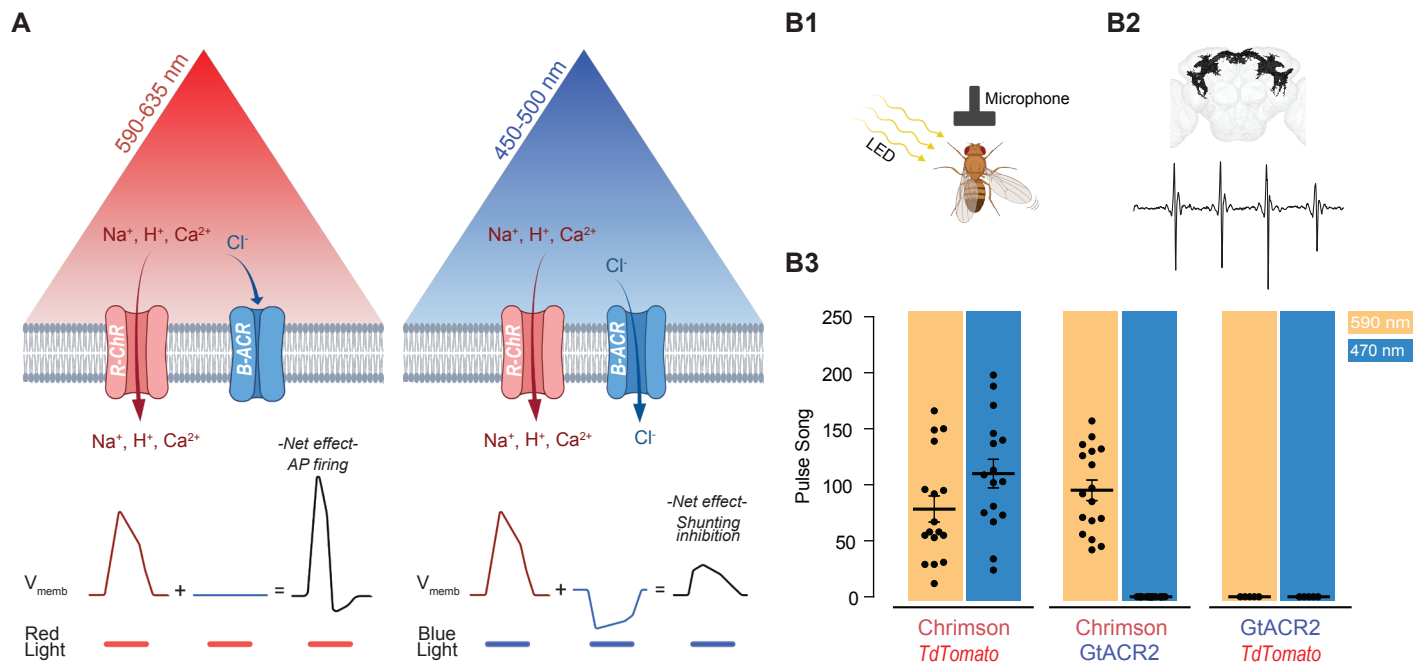 A
590-635 nm
Na⁺, H⁺, Ca²⁺
Cl⁻
R-ChR
B-ACR
Na⁺, H⁺, Ca²⁺
-Net effect-
AP firing
V_memb
+
=
Red
Light
450-500 nm
Na⁺, H⁺, Ca²⁺
Cl⁻
R-ChR
B-ACR
Na⁺, H⁺, Ca²⁺
Cl⁻
-Net effect-
Shunting
inhibition
V_memb
+
=
Blue
Light
B1
Microphone
LED
B2
B3
250
200
150
100
50
0
Pulse Song
590 nm
470 nm
Chrimson
TdTomato
Chrimson
GtACR2
GtACR2
TdTomato